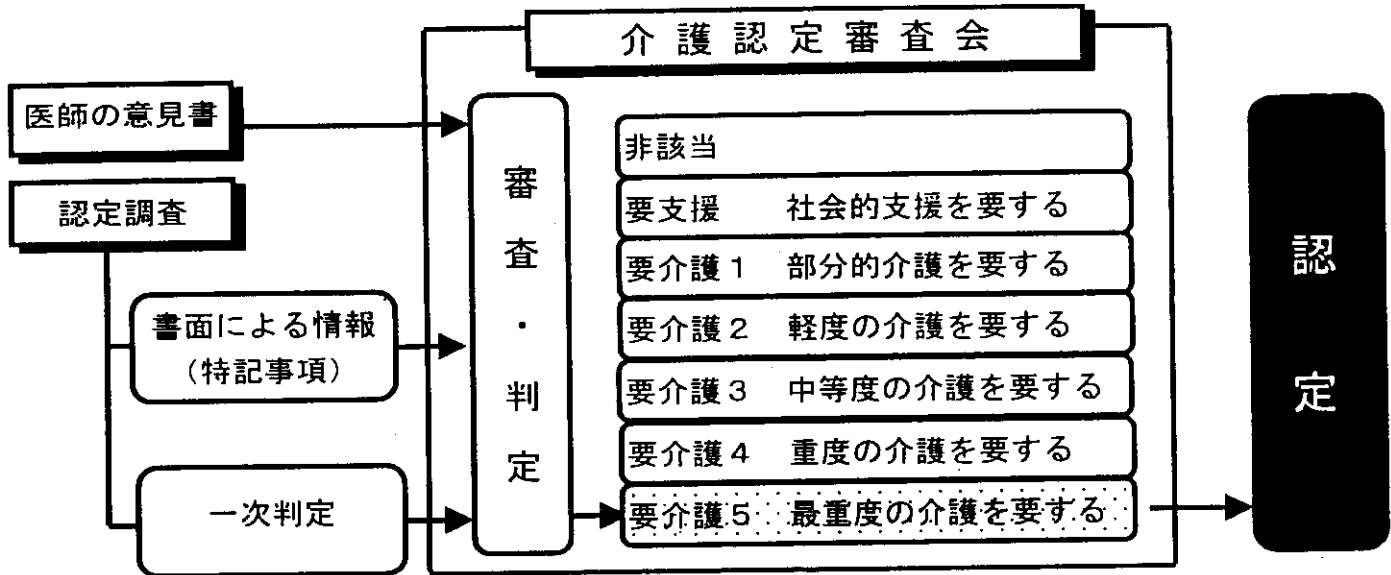 介護認定審査会
医師の意見書
認定調査
書面による情報
（特記事項）
一次判定
審査・判定
非該当
要支援　社会的支援を要する
要介護１　部分的介護を要する
要介護２　軽度の介護を要する
要介護３　中等度の介護を要する
要介護４　重度の介護を要する
要介護５　最重度の介護を要する
認定